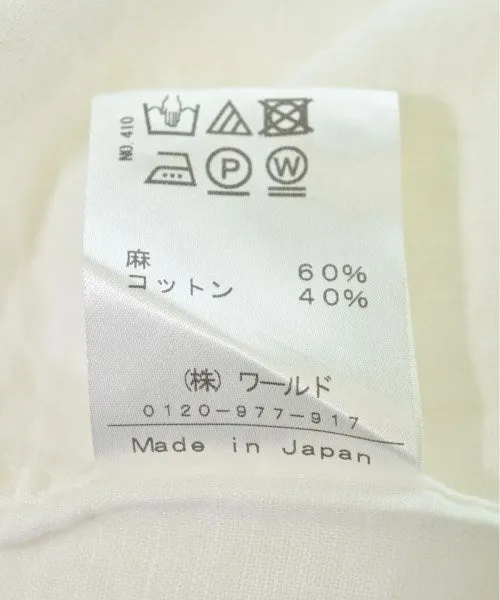 NO.410
P
W
麻 60%
コットン 40%
(株) ワールド
0120-977-917
Made in Japan